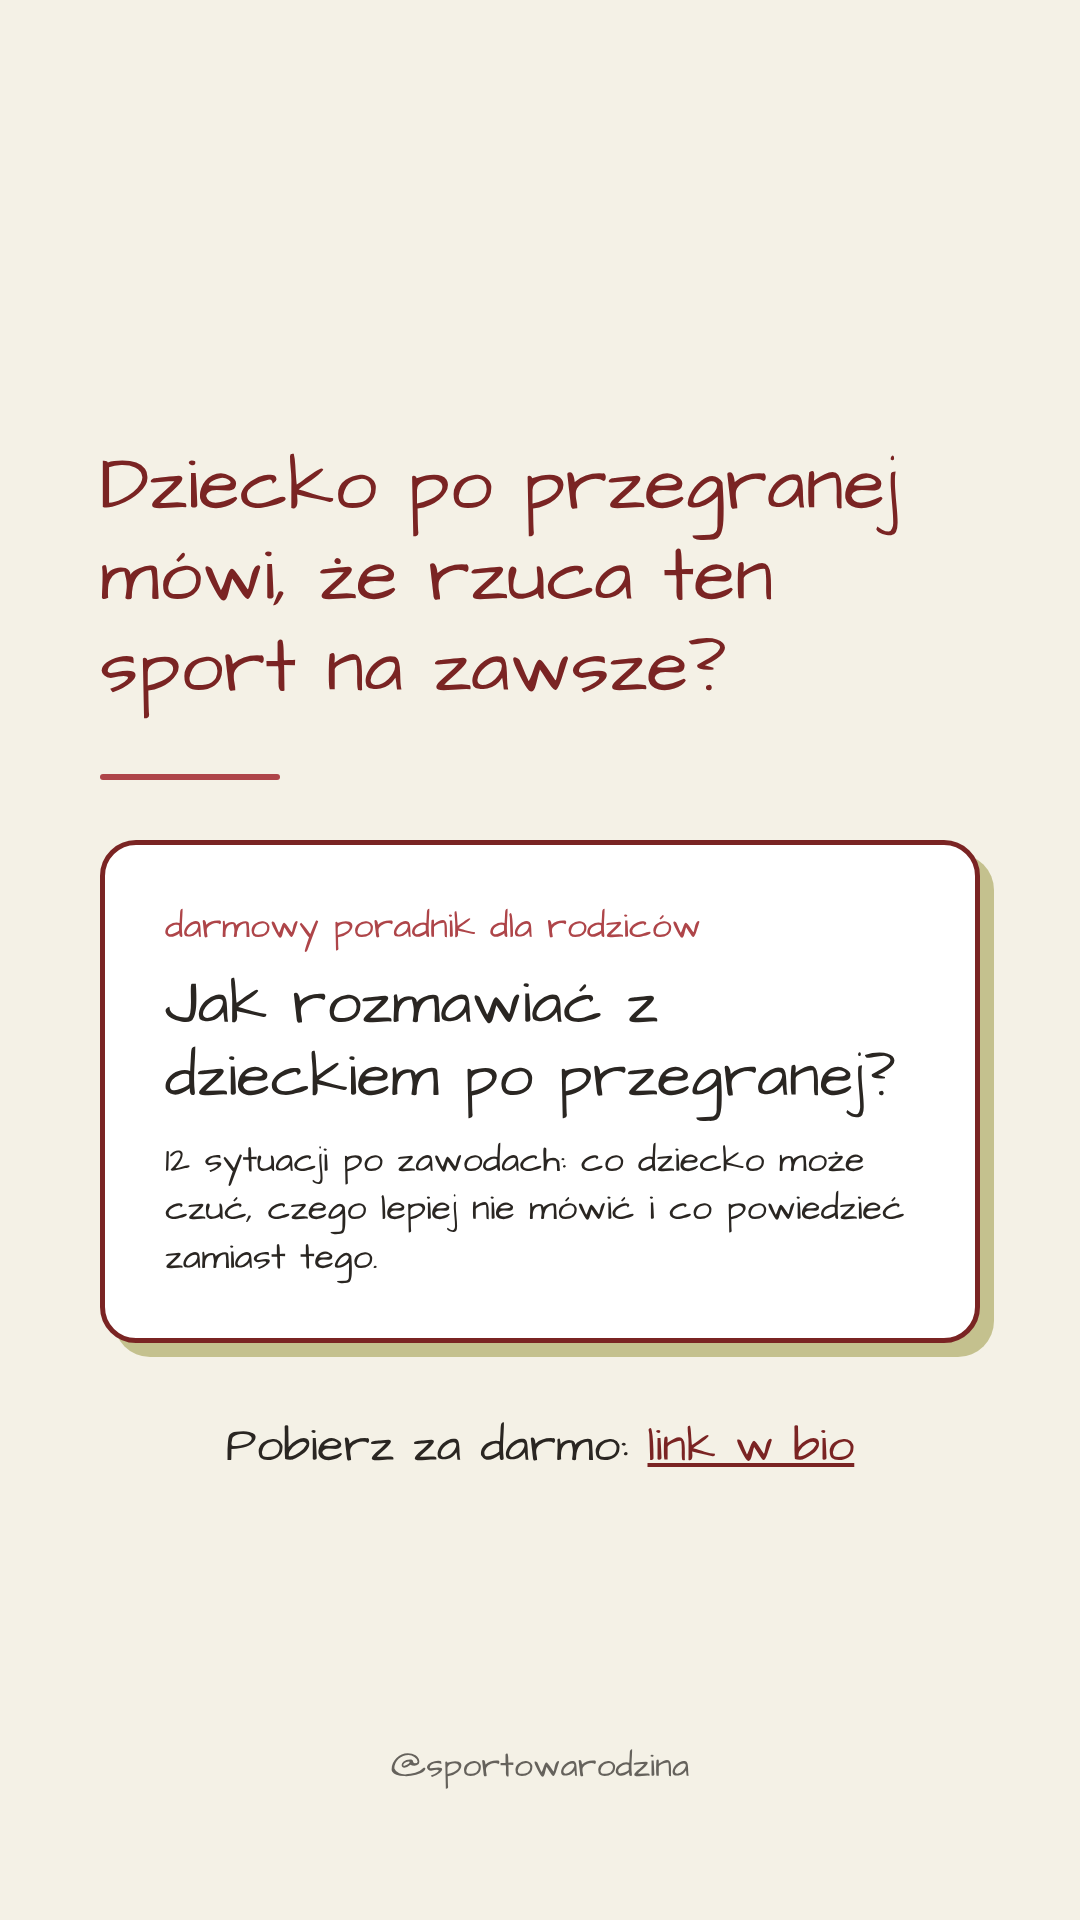 Dziecko po przegranej
mówi, że rzuca ten
sport na zawsze?
darmowy poradnik dla rodziców
Jak rozmawiać z
dzieckiem po przegranej?
12 sytuacji po zawodach: co dziecko może
czuć, czego lepiej nie mówić i co powiedzieć
zamiast tego.
Pobierz za darmo: link w bio
@sportowarodzina